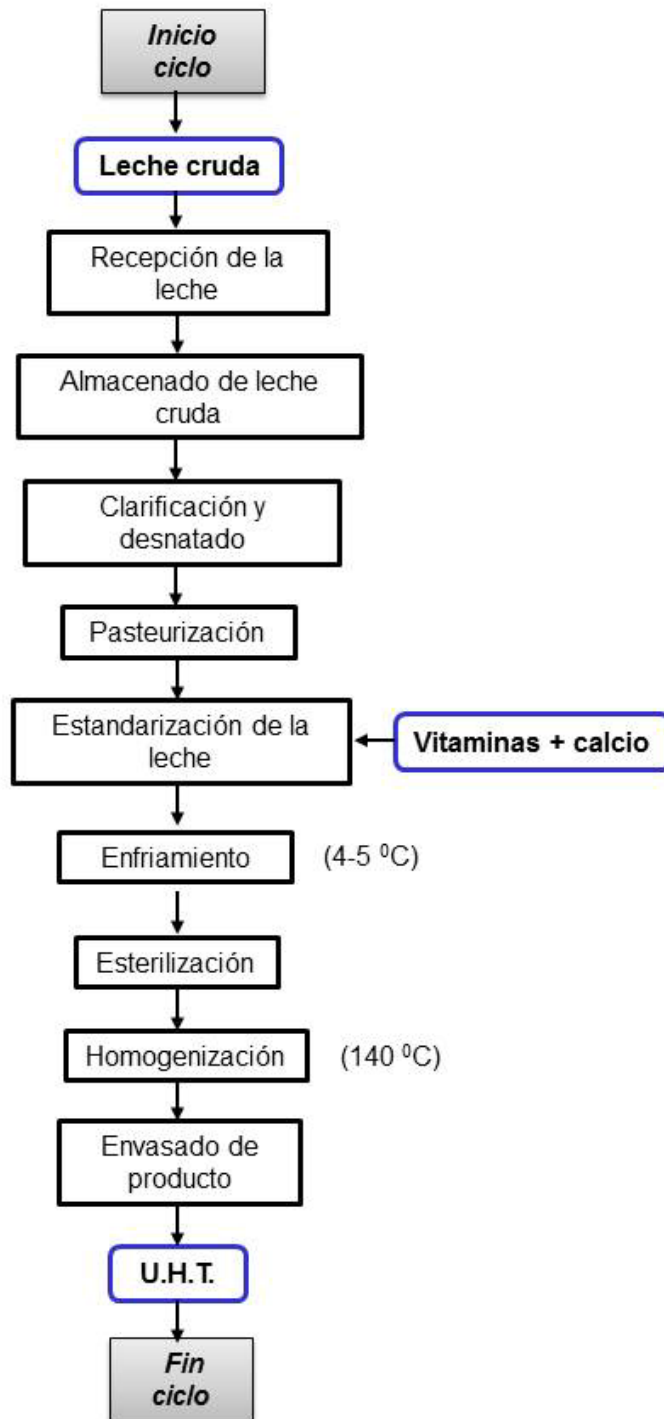 Inicio
ciclo
Leche cruda
Recepción de la
leche
Almacenado de leche
cruda
Clarificación y
desnatado
Pasteurización
Estandarización de la
leche
Vitaminas + calcio
Enfriamiento
(4-5 ⁰C)
Esterilización
Homogenización
(140 ⁰C)
Envasado de
producto
U.H.T.
Fin
ciclo